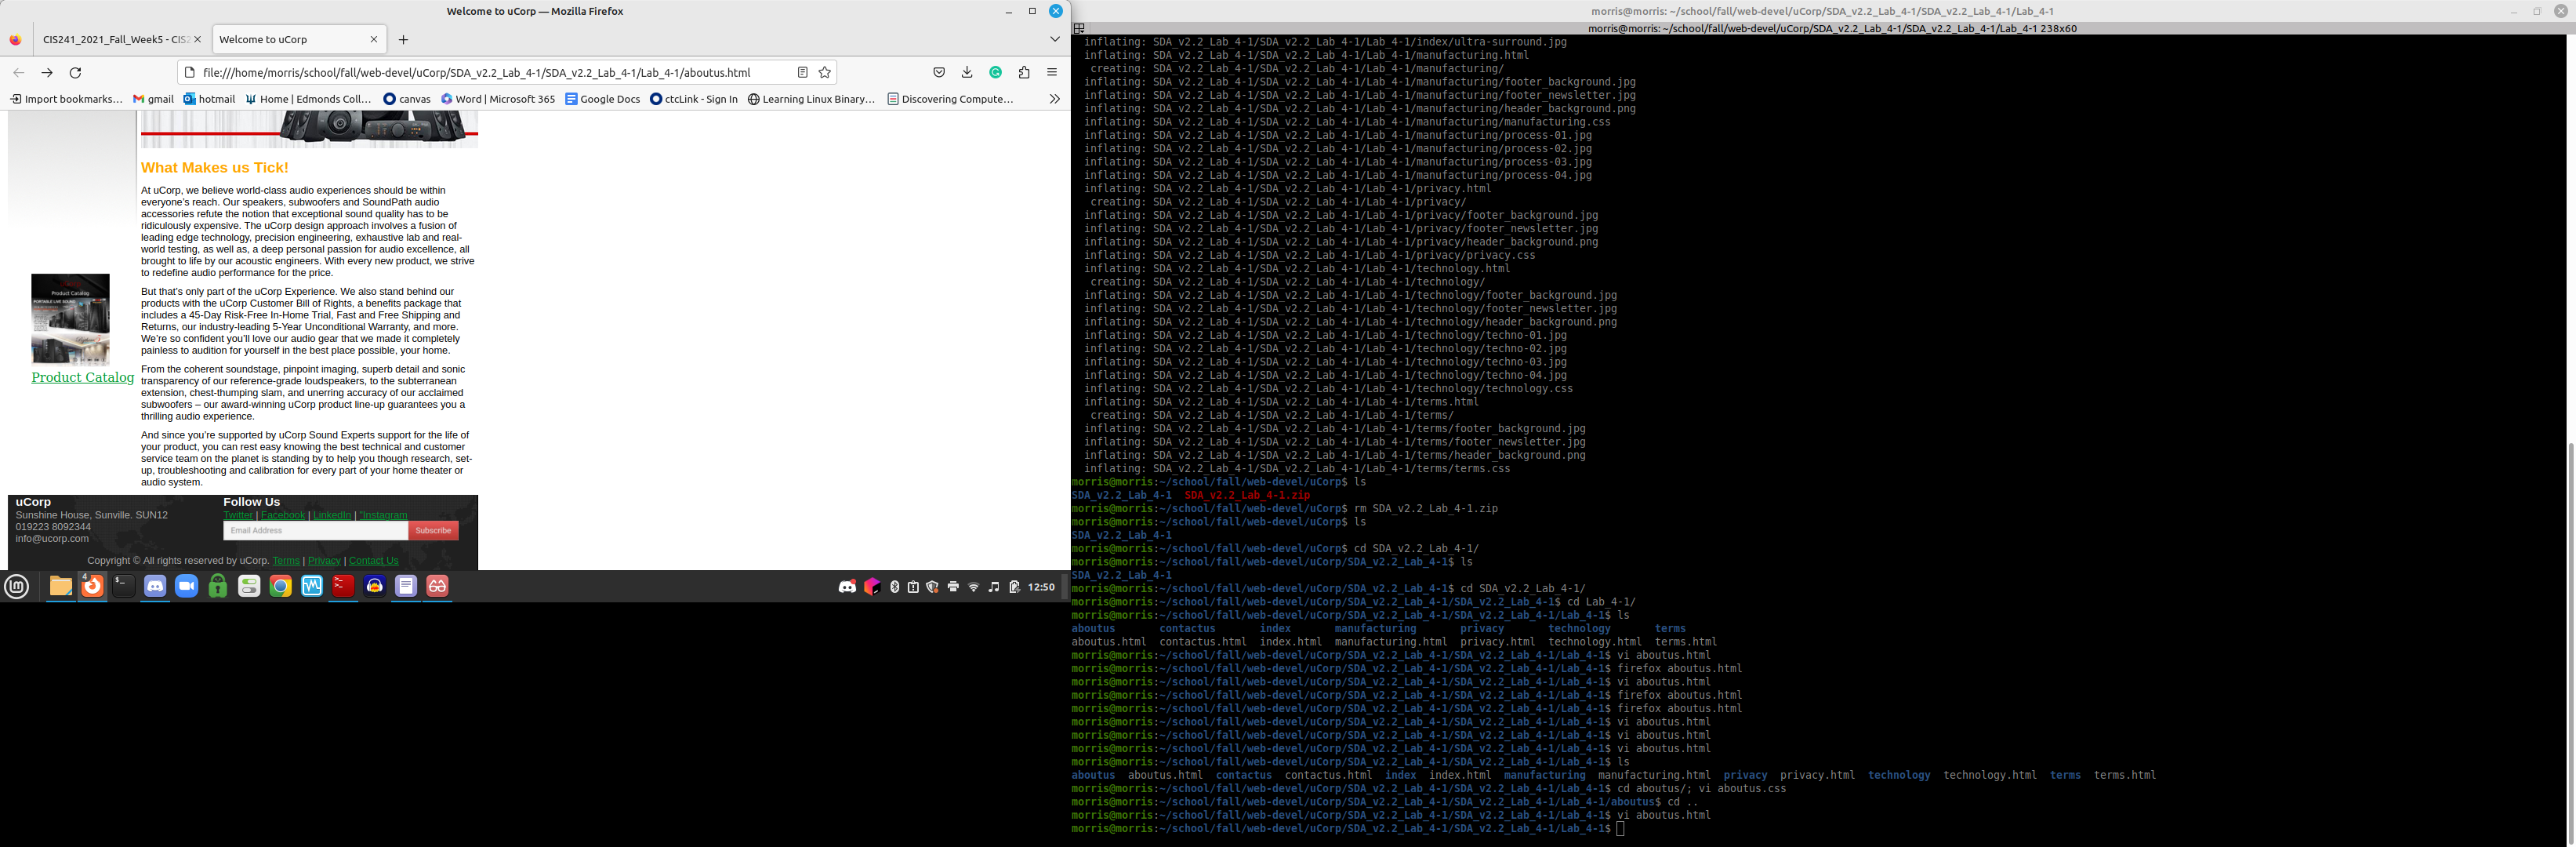 Welcome to uCorp — Mozilla Firefox
CIS241_2021_Fall_Week5 - CIS2
Welcome to uCorp
file:///home/morris/school/fall/web-devel/uCorp/SDA_v2.2_Lab_4-1/SDA_v2.2_Lab_4-1/Lab_4-1/aboutus.html
Import bookmarks… gmail hotmail Home | Edmonds Coll… canvas Word | Microsoft 365 Google Docs ctcLink - Sign In Learning Linux Binary… Discovering Compute…
What Makes us Tick!
At uCorp, we believe world-class audio experiences should be within
everyone’s reach. Our speakers, subwoofers and SoundPath audio
accessories refute the notion that exceptional sound quality has to be
ridiculously expensive. The uCorp design approach involves a fusion of
leading edge technology, precision engineering, exhaustive lab and real-
world testing, as well as, a deep personal passion for audio excellence, all
brought to life by our acoustic engineers. With every new product, we strive
to redefine audio performance for the price.
But that’s only part of the uCorp Experience. We also stand behind our
products with the uCorp Customer Bill of Rights, a benefits package that
includes a 45-Day Risk-Free In-Home Trial, Fast and Free Shipping and
Returns, our industry-leading 5-Year Unconditional Warranty, and more.
We’re so confident you’ll love our audio gear that we made it completely
painless to audition for yourself in the best place possible, your home.
From the coherent soundstage, pinpoint imaging, superb detail and sonic
transparency of our reference-grade loudspeakers, to the subterranean
extension, chest-thumping slam, and unerring accuracy of our acclaimed
subwoofers – our award-winning uCorp product line-up guarantees you a
thrilling audio experience.
And since you’re supported by uCorp Sound Experts support for the life of
your product, you can rest easy knowing the best technical and customer
service team on the planet is standing by to help you though research, set-
up, troubleshooting and calibration for every part of your home theater or
audio system.
Product Catalog
PORTABLE LIVE SOUND
Product Catalog
uCorp
Sunshine House, Sunville. SUN12
019223 8092344
info@ucorp.com
Follow Us
Twitter | Facebook | LinkedIn | "Instagram
Email Address Subscribe
Copyright © All rights reserved by uCorp. Terms | Privacy | Contact Us
4
12:50
morris@morris: ~/school/fall/web-devel/uCorp/SDA_v2.2_Lab_4-1/SDA_v2.2_Lab_4-1/Lab_4-1
morris@morris: ~/school/fall/web-devel/uCorp/SDA_v2.2_Lab_4-1/SDA_v2.2_Lab_4-1/Lab_4-1 238x60
inflating: SDA_v2.2_Lab_4-1/SDA_v2.2_Lab_4-1/Lab_4-1/index/ultra-surround.jpg
inflating: SDA_v2.2_Lab_4-1/SDA_v2.2_Lab_4-1/Lab_4-1/manufacturing.html
creating: SDA_v2.2_Lab_4-1/SDA_v2.2_Lab_4-1/Lab_4-1/manufacturing/
inflating: SDA_v2.2_Lab_4-1/SDA_v2.2_Lab_4-1/Lab_4-1/manufacturing/footer_background.jpg
inflating: SDA_v2.2_Lab_4-1/SDA_v2.2_Lab_4-1/Lab_4-1/manufacturing/footer_newsletter.jpg
inflating: SDA_v2.2_Lab_4-1/SDA_v2.2_Lab_4-1/Lab_4-1/manufacturing/header_background.png
inflating: SDA_v2.2_Lab_4-1/SDA_v2.2_Lab_4-1/Lab_4-1/manufacturing/manufacturing.css
inflating: SDA_v2.2_Lab_4-1/SDA_v2.2_Lab_4-1/Lab_4-1/manufacturing/process-01.jpg
inflating: SDA_v2.2_Lab_4-1/SDA_v2.2_Lab_4-1/Lab_4-1/manufacturing/process-02.jpg
inflating: SDA_v2.2_Lab_4-1/SDA_v2.2_Lab_4-1/Lab_4-1/manufacturing/process-03.jpg
inflating: SDA_v2.2_Lab_4-1/SDA_v2.2_Lab_4-1/Lab_4-1/manufacturing/process-04.jpg
inflating: SDA_v2.2_Lab_4-1/SDA_v2.2_Lab_4-1/Lab_4-1/privacy.html
creating: SDA_v2.2_Lab_4-1/SDA_v2.2_Lab_4-1/Lab_4-1/privacy/
inflating: SDA_v2.2_Lab_4-1/SDA_v2.2_Lab_4-1/Lab_4-1/privacy/footer_background.jpg
inflating: SDA_v2.2_Lab_4-1/SDA_v2.2_Lab_4-1/Lab_4-1/privacy/footer_newsletter.jpg
inflating: SDA_v2.2_Lab_4-1/SDA_v2.2_Lab_4-1/Lab_4-1/privacy/header_background.png
inflating: SDA_v2.2_Lab_4-1/SDA_v2.2_Lab_4-1/Lab_4-1/privacy/privacy.css
inflating: SDA_v2.2_Lab_4-1/SDA_v2.2_Lab_4-1/Lab_4-1/technology.html
creating: SDA_v2.2_Lab_4-1/SDA_v2.2_Lab_4-1/Lab_4-1/technology/
inflating: SDA_v2.2_Lab_4-1/SDA_v2.2_Lab_4-1/Lab_4-1/technology/footer_background.jpg
inflating: SDA_v2.2_Lab_4-1/SDA_v2.2_Lab_4-1/Lab_4-1/technology/footer_newsletter.jpg
inflating: SDA_v2.2_Lab_4-1/SDA_v2.2_Lab_4-1/Lab_4-1/technology/header_background.png
inflating: SDA_v2.2_Lab_4-1/SDA_v2.2_Lab_4-1/Lab_4-1/technology/techno-01.jpg
inflating: SDA_v2.2_Lab_4-1/SDA_v2.2_Lab_4-1/Lab_4-1/technology/techno-02.jpg
inflating: SDA_v2.2_Lab_4-1/SDA_v2.2_Lab_4-1/Lab_4-1/technology/techno-03.jpg
inflating: SDA_v2.2_Lab_4-1/SDA_v2.2_Lab_4-1/Lab_4-1/technology/techno-04.jpg
inflating: SDA_v2.2_Lab_4-1/SDA_v2.2_Lab_4-1/Lab_4-1/technology/technology.css
inflating: SDA_v2.2_Lab_4-1/SDA_v2.2_Lab_4-1/Lab_4-1/terms.html
creating: SDA_v2.2_Lab_4-1/SDA_v2.2_Lab_4-1/Lab_4-1/terms/
inflating: SDA_v2.2_Lab_4-1/SDA_v2.2_Lab_4-1/Lab_4-1/terms/footer_background.jpg
inflating: SDA_v2.2_Lab_4-1/SDA_v2.2_Lab_4-1/Lab_4-1/terms/footer_newsletter.jpg
inflating: SDA_v2.2_Lab_4-1/SDA_v2.2_Lab_4-1/Lab_4-1/terms/header_background.png
inflating: SDA_v2.2_Lab_4-1/SDA_v2.2_Lab_4-1/Lab_4-1/terms/terms.css
morris@morris:~/school/fall/web-devel/uCorp$ ls
SDA_v2.2_Lab_4-1 SDA_v2.2_Lab_4-1.zip
morris@morris:~/school/fall/web-devel/uCorp$ rm SDA_v2.2_Lab_4-1.zip
morris@morris:~/school/fall/web-devel/uCorp$ ls
SDA_v2.2_Lab_4-1
morris@morris:~/school/fall/web-devel/uCorp$ cd SDA_v2.2_Lab_4-1/
morris@morris:~/school/fall/web-devel/uCorp/SDA_v2.2_Lab_4-1$ ls
SDA_v2.2_Lab_4-1
morris@morris:~/school/fall/web-devel/uCorp/SDA_v2.2_Lab_4-1$ cd SDA_v2.2_Lab_4-1/
morris@morris:~/school/fall/web-devel/uCorp/SDA_v2.2_Lab_4-1/SDA_v2.2_Lab_4-1$ cd Lab_4-1/
morris@morris:~/school/fall/web-devel/uCorp/SDA_v2.2_Lab_4-1/SDA_v2.2_Lab_4-1/Lab_4-1$ ls
aboutus contactus index manufacturing privacy technology terms
aboutus.html contactus.html index.html manufacturing.html privacy.html technology.html terms.html
morris@morris:~/school/fall/web-devel/uCorp/SDA_v2.2_Lab_4-1/SDA_v2.2_Lab_4-1/Lab_4-1$ vi aboutus.html
morris@morris:~/school/fall/web-devel/uCorp/SDA_v2.2_Lab_4-1/SDA_v2.2_Lab_4-1/Lab_4-1$ firefox aboutus.html
morris@morris:~/school/fall/web-devel/uCorp/SDA_v2.2_Lab_4-1/SDA_v2.2_Lab_4-1/Lab_4-1$ vi aboutus.html
morris@morris:~/school/fall/web-devel/uCorp/SDA_v2.2_Lab_4-1/SDA_v2.2_Lab_4-1/Lab_4-1$ firefox aboutus.html
morris@morris:~/school/fall/web-devel/uCorp/SDA_v2.2_Lab_4-1/SDA_v2.2_Lab_4-1/Lab_4-1$ firefox aboutus.html
morris@morris:~/school/fall/web-devel/uCorp/SDA_v2.2_Lab_4-1/SDA_v2.2_Lab_4-1/Lab_4-1$ vi aboutus.html
morris@morris:~/school/fall/web-devel/uCorp/SDA_v2.2_Lab_4-1/SDA_v2.2_Lab_4-1/Lab_4-1$ vi aboutus.html
morris@morris:~/school/fall/web-devel/uCorp/SDA_v2.2_Lab_4-1/SDA_v2.2_Lab_4-1/Lab_4-1$ vi aboutus.html
morris@morris:~/school/fall/web-devel/uCorp/SDA_v2.2_Lab_4-1/SDA_v2.2_Lab_4-1/Lab_4-1$ ls
aboutus aboutus.html contactus contactus.html index index.html manufacturing manufacturing.html privacy privacy.html technology technology.html terms terms.html
morris@morris:~/school/fall/web-devel/uCorp/SDA_v2.2_Lab_4-1/SDA_v2.2_Lab_4-1/Lab_4-1$ cd aboutus/; vi aboutus.css
morris@morris:~/school/fall/web-devel/uCorp/SDA_v2.2_Lab_4-1/SDA_v2.2_Lab_4-1/Lab_4-1/aboutus$ cd ..
morris@morris:~/school/fall/web-devel/uCorp/SDA_v2.2_Lab_4-1/SDA_v2.2_Lab_4-1/Lab_4-1$ vi aboutus.html
morris@morris:~/school/fall/web-devel/uCorp/SDA_v2.2_Lab_4-1/SDA_v2.2_Lab_4-1/Lab_4-1$